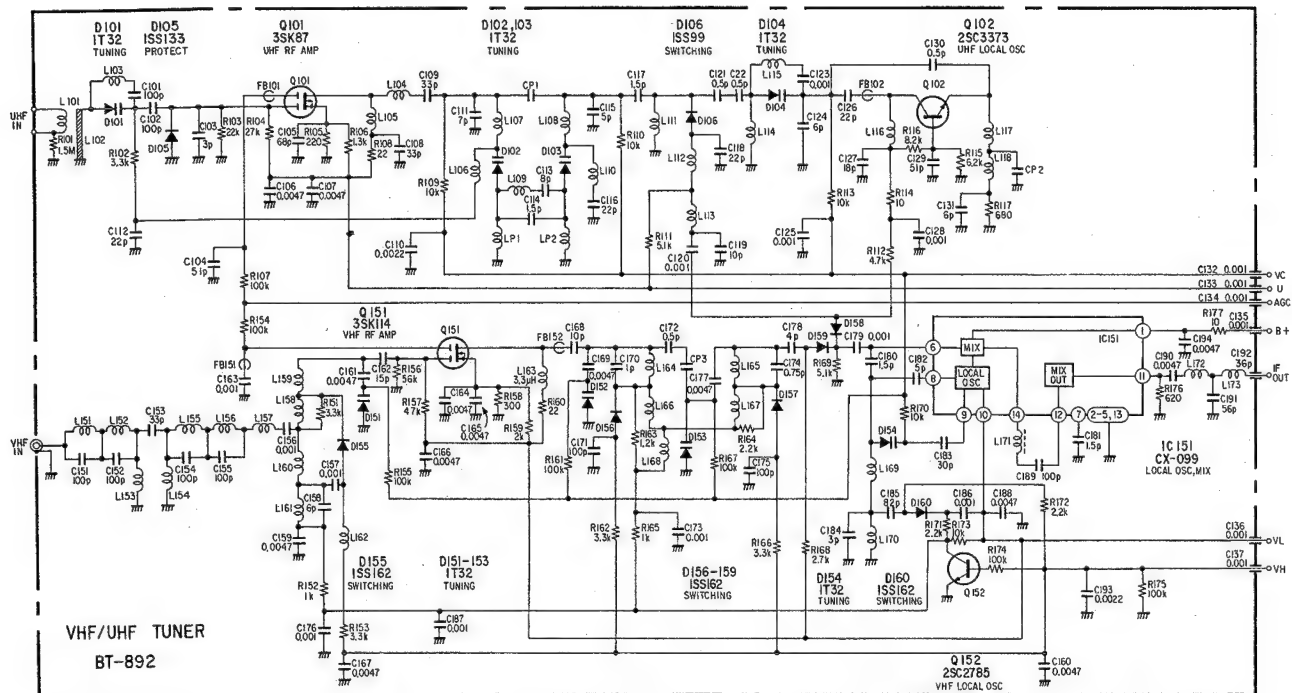 D101
1T32
TUNING
D105
1SS133
PROTECT
Q101
3SK87
UHF RF AMP
D102,103
1T32
TUNING
D106
1SS99
SWITCHING
D104
1T32
TUNING
Q102
2SC3373
UHF LOCAL OSC
C130
0.5p
L103
C101
100p
L101
UHF
IN
R101
1.5M
L102
D101
C102
100p
R102
3.3k
D105
C103
3p
R103
22k
R104
27k
FB101
Q101
C105
68p
R105
220
R106
1.3k
L105
R108
22
C108
33p
L104
C109
33p
C106
0.0047
C107
0.0047
C111
7p
L107
CP1
L108
C115
5p
C117
1.5p
R110
10k
L111
C121
0.5p
C22
0.5p
L115
D104
C123
0.001
FB102
Q102
C126
22p
C124
6p
D106
L114
C118
22p
L112
L116
R116
8.2k
C127
18p
C129
51p
R115
6.2k
L117
L118
CP2
D102
D103
L106
L109
C113
8p
C114
1.5p
L110
C116
22p
R109
10k
LP1
LP2
L113
R113
10k
R114
10
C131
6p
R117
680
C112
22p
C104
51p
C110
0.0022
R111
5.1k
C120
0.001
C119
10p
C125
0.001
R112
4.7k
C128
0.001
R107
100k
C132 0.001
VC
C133 0.001
U
C134 0.001
AGC
R154
100k
Q151
3SK114
VHF RF AMP
Q151
FB152
C168
10p
C172
0.5p
C178
4p
D159
D158
C179
0.001
IC151
R177
10
C135
0.001
B+
FB151
C163
0.001
L159
L158
C161
0.0047
C162
15p
R156
56k
D151
R151
3.3k
C164
0.0047
R158
300
L163
3.3μH
C169
0.0047
C170
1p
L164
CP3
C177
0.0047
L165
C174
0.75p
R169
5.1k
C180
1.5p
C182
5p
6
MIX
1
C194
0.0047
C190
0.0047
L172
C192
36p
IF
OUT
8
LOCAL
OSC
MIX
OUT
11
R176
620
C191
56p
L173
D152
L166
L167
D157
D156
R160
22
C165
0.0047
R157
47k
R159
2k
C166
0.0047
L151
L152
C153
33p
L155
L156
L157
VHF
IN
C151
100p
C152
100p
L153
L154
C154
100p
C155
100p
C156
0.001
L160
D155
C157
0.001
C158
6p
L161
C159
0.0047
L162
R155
100k
R161
100k
C171
100p
R163
1.2k
L168
D153
R167
100k
R164
2.2k
C175
100p
R170
10k
D154
9
10
14
12
7
2-5, 13
L171
C181
1.5p
IC151
CX-099
LOCAL OSC,MIX
C183
30p
C189
100p
L169
C185
82p
D160
C186
0.001
C188
0.0047
R172
2.2k
R171
2.2k
R173
10k
C184
3p
L170
C136
0.001
VL
R162
3.3k
R165
1k
C173
0.001
R166
3.3k
R168
2.7k
R174
100k
C137
0.001
VH
Q152
C193
0.0022
R175
100k
R152
1k
D155
1SS162
SWITCHING
D151-153
1T32
TUNING
D156-159
1SS162
SWITCHING
D154
1T32
TUNING
D160
1SS162
SWITCHING
C176
0.001
R153
3.3k
C187
0.001
C167
0.0047
Q152
2SC2785
VHF LOCAL OSC
C160
0.0047
VHF/UHF TUNER
BT-892